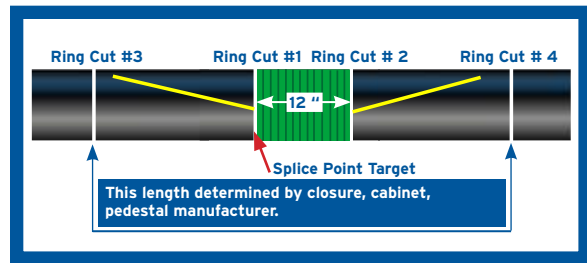 Ring Cut #3 Ring Cut #1 Ring Cut # 2 Ring Cut # 4
12 “
Splice Point Target
This length determined by closure, cabinet,
pedestal manufacturer.